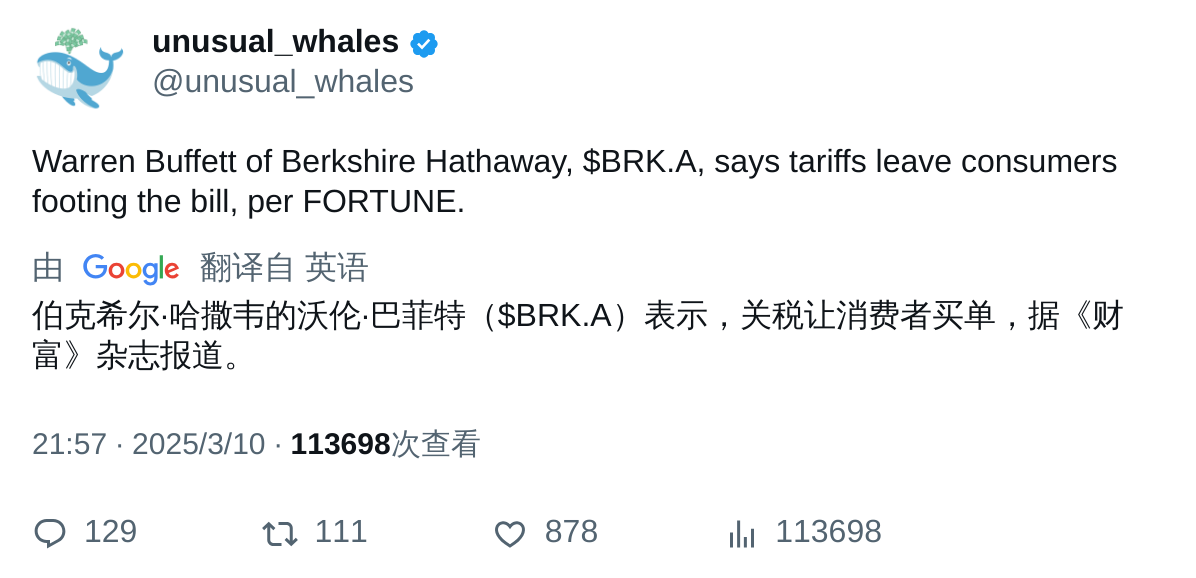 unusual_whales
@unusual_whales
Warren Buffett of Berkshire Hathaway, $BRK.A, says tariffs leave consumers
footing the bill, per FORTUNE.
由 Google 翻译自 英语
伯克希尔·哈撒韦的沃伦·巴菲特（$BRK.A）表示，关税让消费者买单，据《财
富》杂志报道。
21:57 · 2025/3/10 · 113698次查看
129 111 878 113698